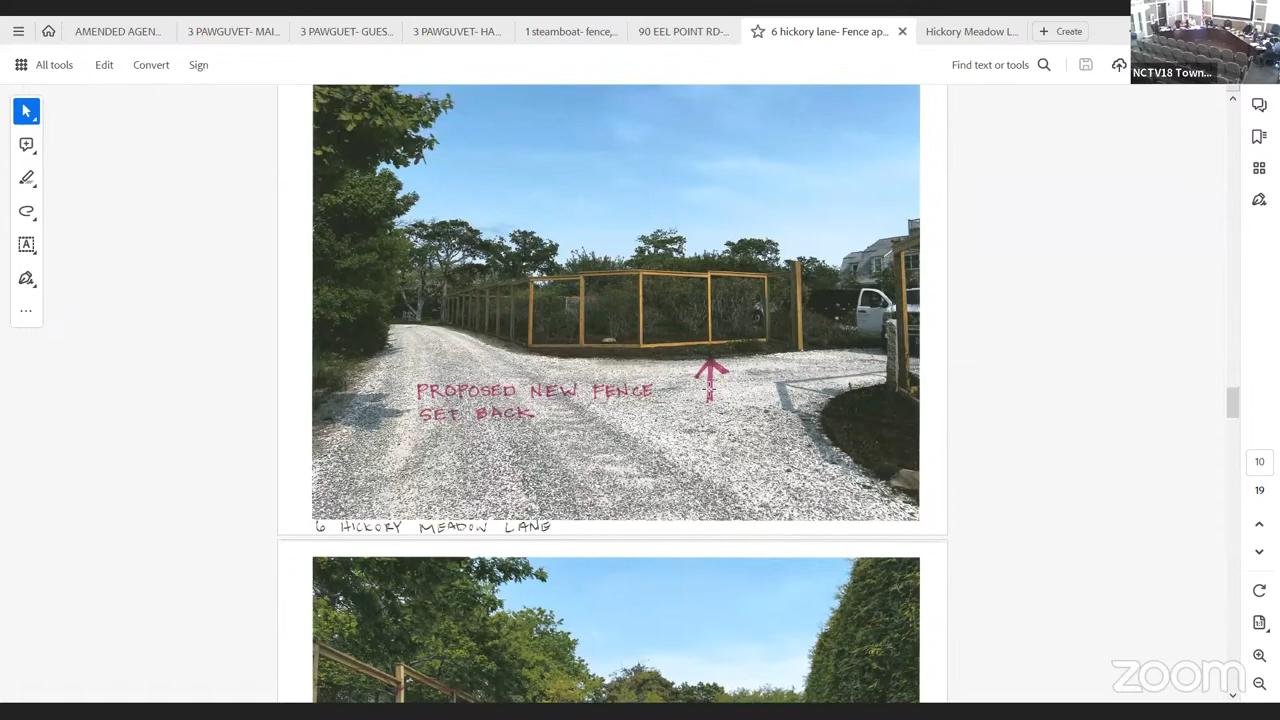 AMENDED AGEN...
3 PAWGUVET- MAI...
3 PAWGUET- GUES...
3 PAWGUVET- HA...
1 steamboat- fence,...
90 EEL POINT RD-...
6 hickory lane- Fence ap...
Hickory Meadow L...
+ Create
All tools
Edit
Convert
Sign
Find text or tools
NCTV18 Town...
PROPOSED NEW FENCE
SET BACK
6 HICKORY MEADOW LANE
10
19
1:1
zoom